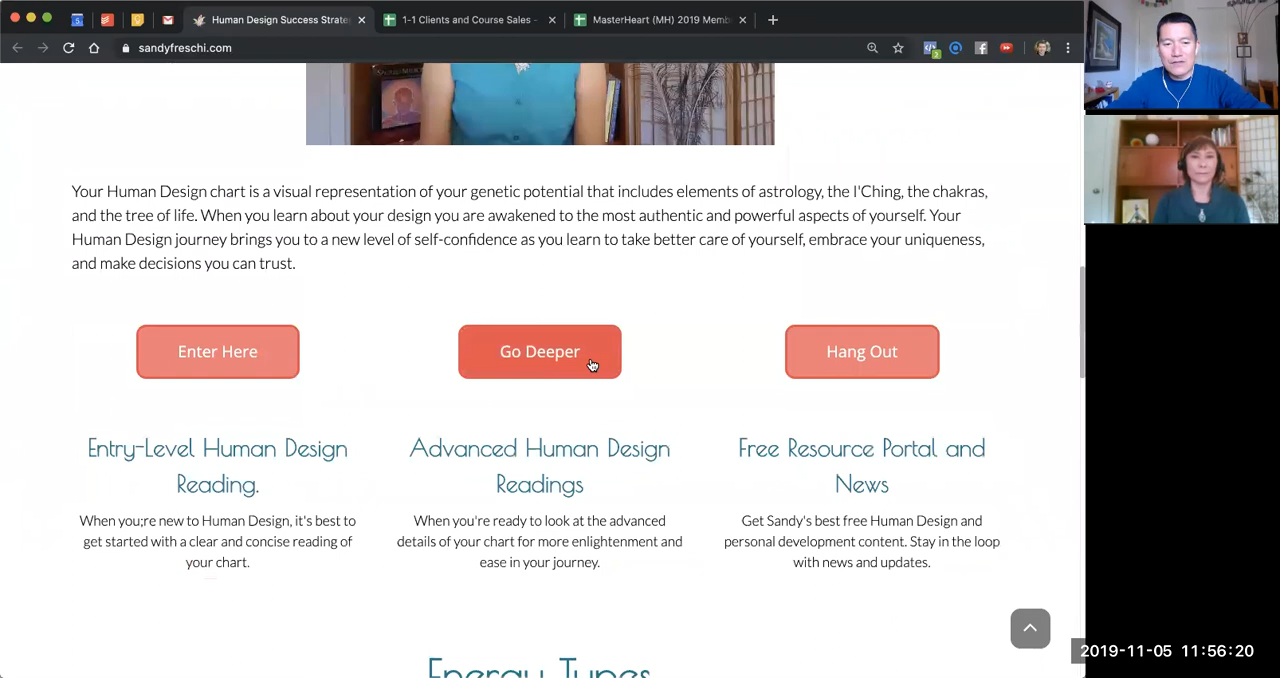 Human Design Success Strate
1-1 Clients and Course Sales -
MasterHeart (MH) 2019 Memb
sandyfreschi.com
Your Human Design chart is a visual representation of your genetic potential that includes elements of astrology, the I'Ching, the chakras,
and the tree of life. When you learn about your design you are awakened to the most authentic and powerful aspects of yourself. Your
Human Design journey brings you to a new level of self-confidence as you learn to take better care of yourself, embrace your uniqueness,
and make decisions you can trust.
Enter Here
Go Deeper
Hang Out
Entry-Level Human Design
Reading.
When you;re new to Human Design, it's best to
get started with a clear and concise reading of
your chart.
Advanced Human Design
Readings
When you're ready to look at the advanced
details of your chart for more enlightenment and
ease in your journey.
Free Resource Portal and
News
Get Sandy's best free Human Design and
personal development content. Stay in the loop
with news and updates.
Energy Types
2019-11-05 11:56:20